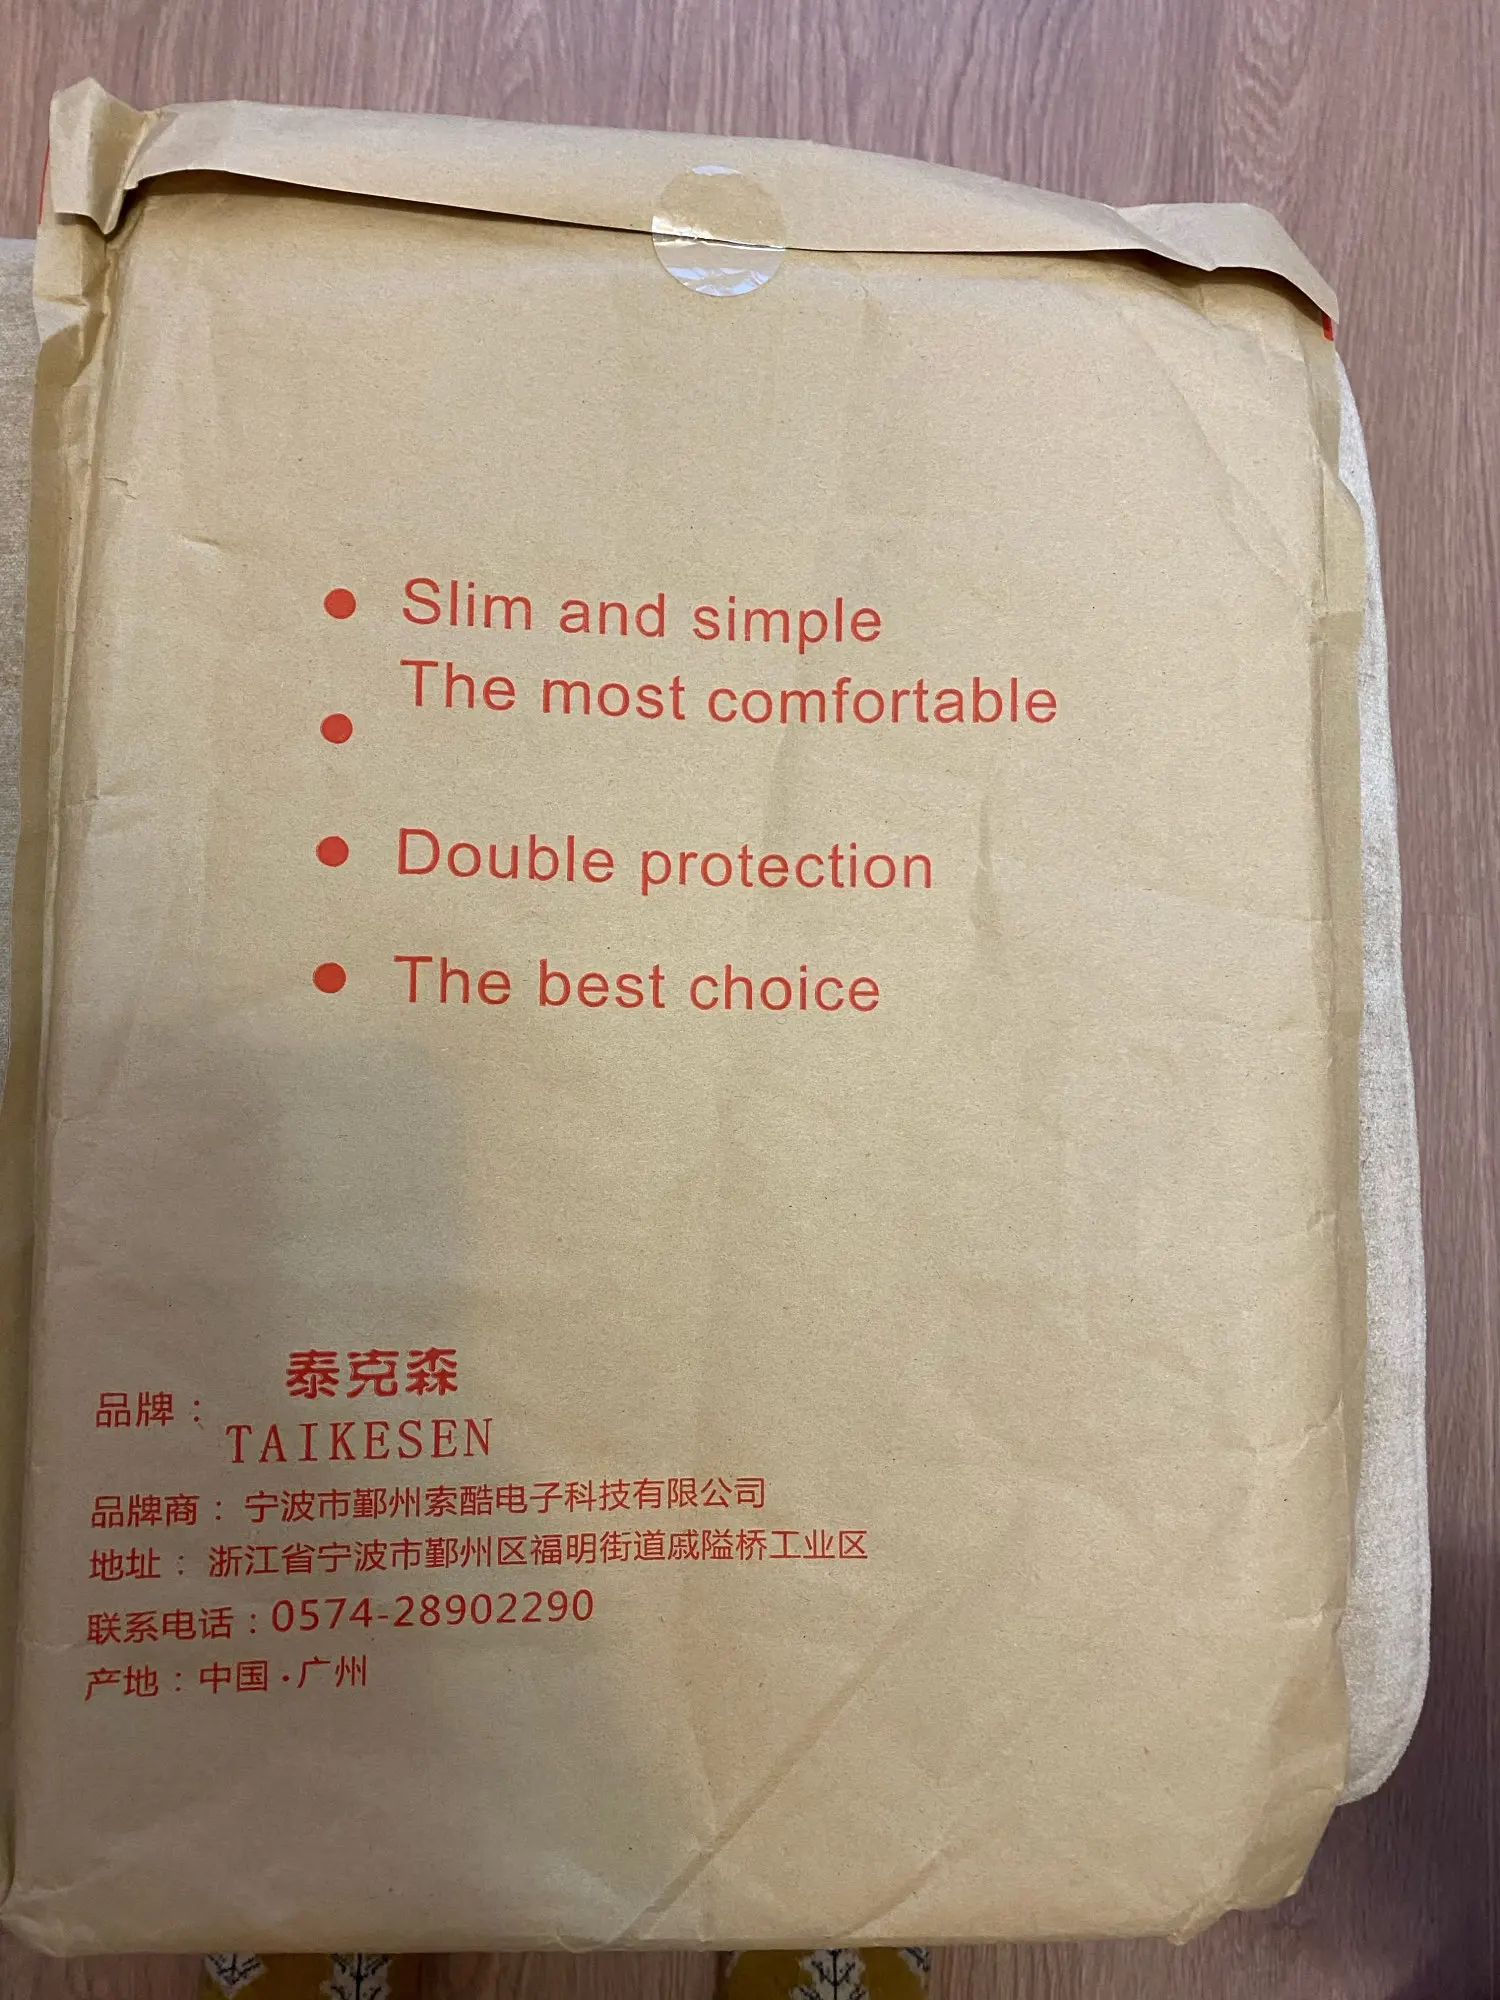 ● Slim and simple
The most comfortable
●
● Double protection
● The best choice
泰克森
品牌：
TAIKESEN
品牌商：宁波市鄞州索酷电子科技有限公司
地址：浙江省宁波市鄞州区福明街道戚隘桥工业区
联系电话：0574-28902290
产地：中国·广州